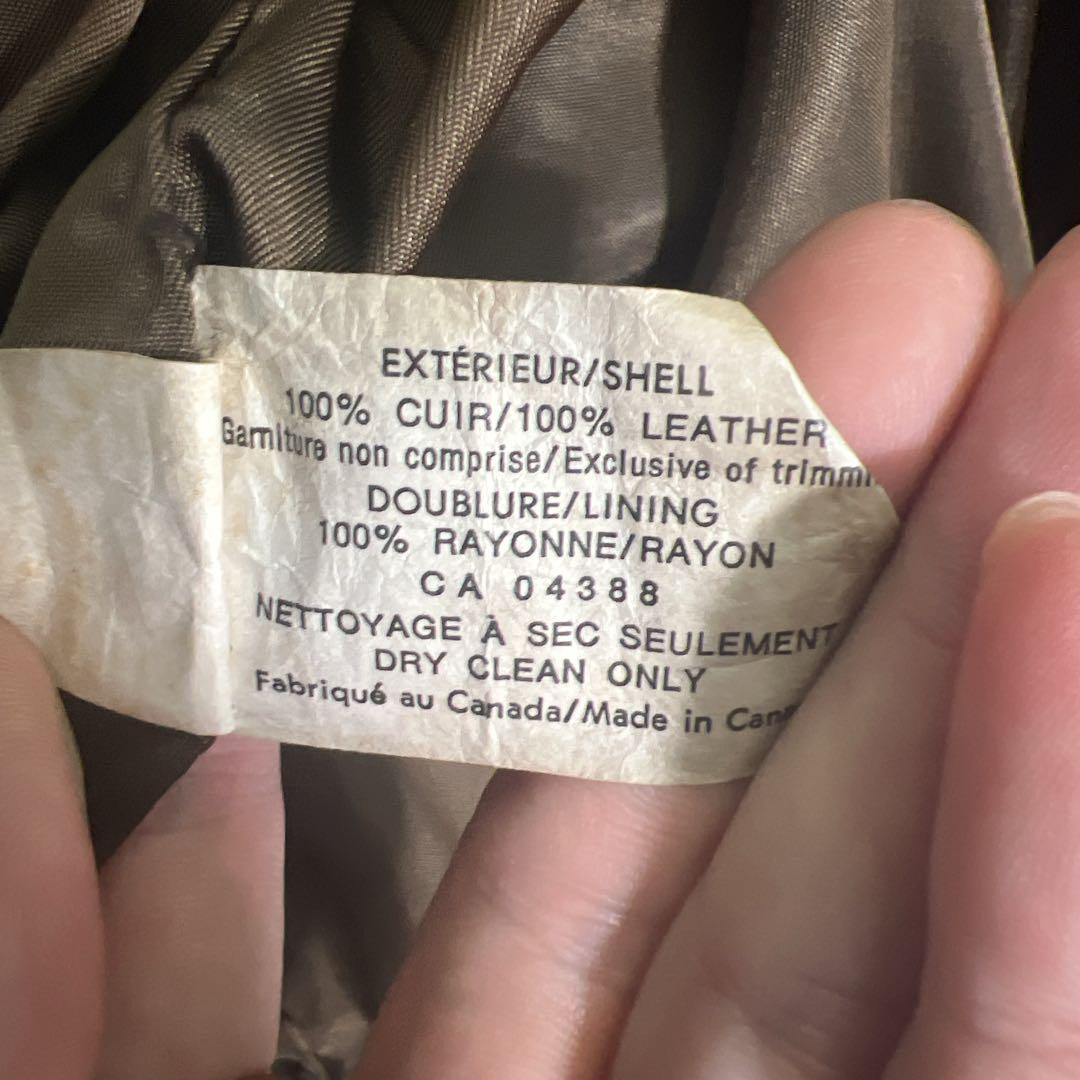 EXTÉRIEUR/SHELL
100% CUIR/100% LEATHER
Garniture non comprise/Exclusive of trimmi
DOUBLURE/LINING
100% RAYONNE/RAYON
CA 04388
NETTOYAGE À SEC SEULEMENT
DRY CLEAN ONLY
Fabriqué au Canada/Made in Can